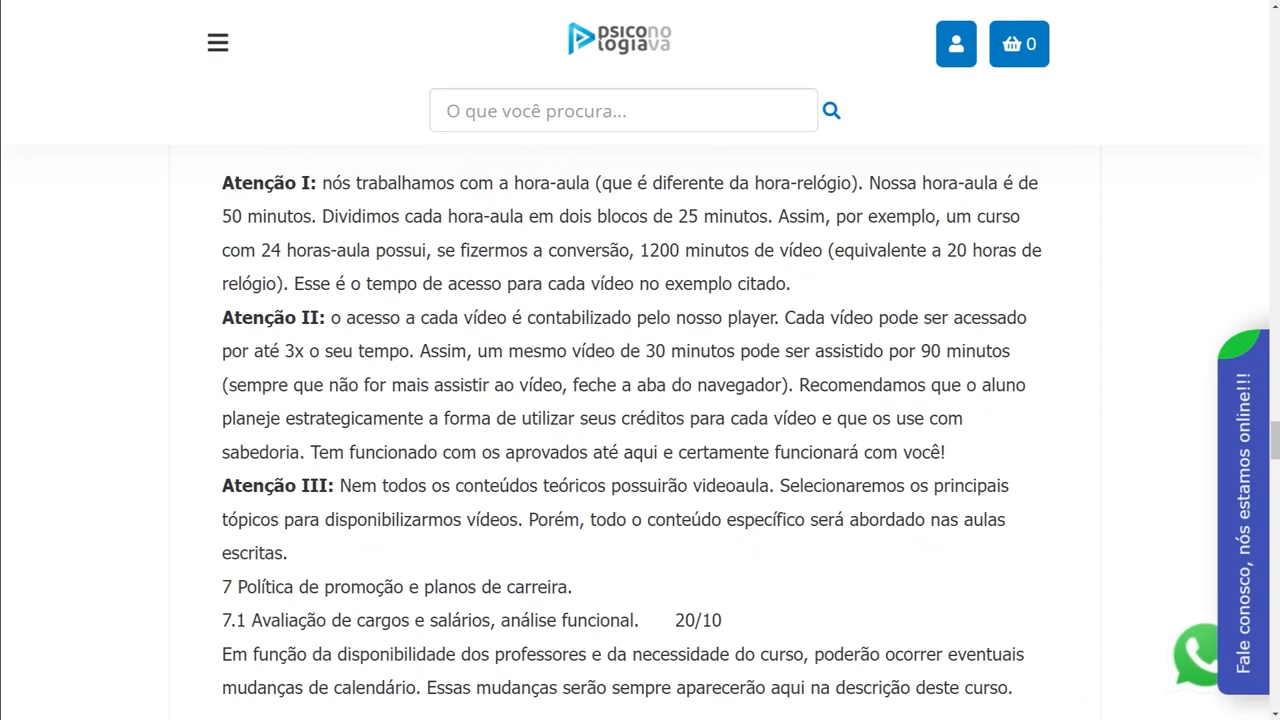 psicono
logiava
0
O que você procura...
Atenção I: nós trabalhamos com a hora-aula (que é diferente da hora-relógio). Nossa hora-aula é de
50 minutos. Dividimos cada hora-aula em dois blocos de 25 minutos. Assim, por exemplo, um curso
com 24 horas-aula possui, se fizermos a conversão, 1200 minutos de vídeo (equivalente a 20 horas de
relógio). Esse é o tempo de acesso para cada vídeo no exemplo citado.
Atenção II: o acesso a cada vídeo é contabilizado pelo nosso player. Cada vídeo pode ser acessado
por até 3x o seu tempo. Assim, um mesmo vídeo de 30 minutos pode ser assistido por 90 minutos
(sempre que não for mais assistir ao vídeo, feche a aba do navegador). Recomendamos que o aluno
planeje estrategicamente a forma de utilizar seus créditos para cada vídeo e que os use com
sabedoria. Tem funcionado com os aprovados até aqui e certamente funcionará com você!
Atenção III: Nem todos os conteúdos teóricos possuirão videoaula. Selecionaremos os principais
tópicos para disponibilizarmos vídeos. Porém, todo o conteúdo específico será abordado nas aulas
escritas.
7 Política de promoção e planos de carreira.
7.1 Avaliação de cargos e salários, análise funcional. 20/10
Em função da disponibilidade dos professores e da necessidade do curso, poderão ocorrer eventuais
mudanças de calendário. Essas mudanças serão sempre aparecerão aqui na descrição deste curso.
Fale conosco, nós estamos online!!!